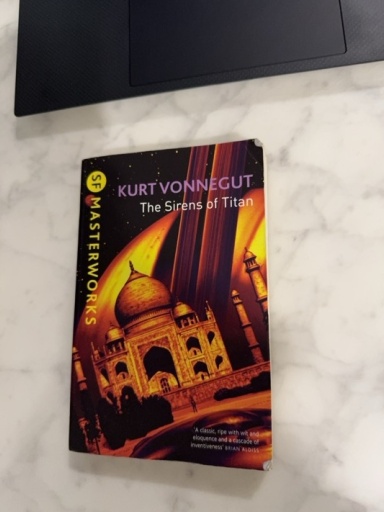 SF MASTERWORKS
KURT VONNEGUT
The Sirens of Titan
'A classic, ripe with wit and
eloquence and a cascade of
inventiveness' BRIAN ALDISS